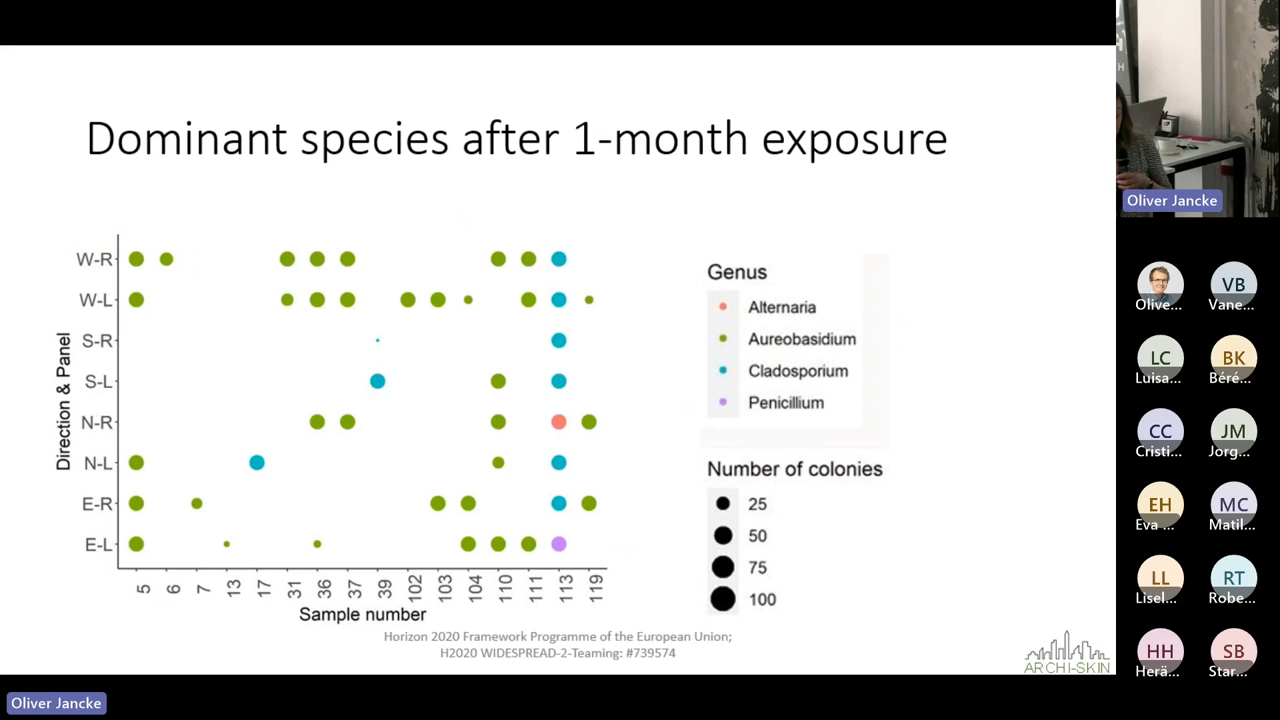 Dominant species after 1-month exposure
Direction & Panel
W-R
W-L
S-R
S-L
N-R
N-L
E-R
E-L
5 6 7 13 17 31 36 37 39 102 103 104 110 111 113 119
Sample number
Genus
Alternaria
Aureobasidium
Cladosporium
Penicillium
Number of colonies
25
50
75
100
Horizon 2020 Framework Programme of the European Union;
H2020 WIDESPREAD-2-Teaming: #739574
ARCHI-SKIN
Oliver Jancke
Oliver Jancke
Olive...
VB
Vane...
LC
Luisa...
BK
Béré...
CC
Cristi...
JM
Jorg...
EH
Eva ...
MC
Matil...
LL
Lisel...
RT
Robe...
HH
Herä...
SB
Star...